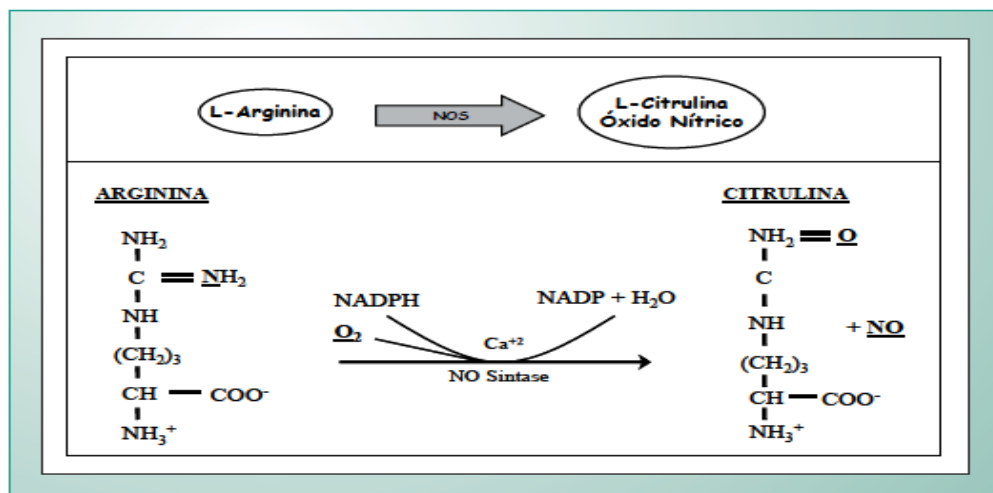 L-Arginina
NOS
L-Citrulina
Óxido Nítrico
ARGININA
NH₂
C = NH₂
NH
(CH₂)₃
CH — COO⁻
NH₃⁺
NADPH
O₂
NADP + H₂O
Ca⁺²
NO Sintase
CITRULINA
NH₂ = O
C
NH
+ NO
(CH₂)₃
CH — COO⁻
NH₃⁺